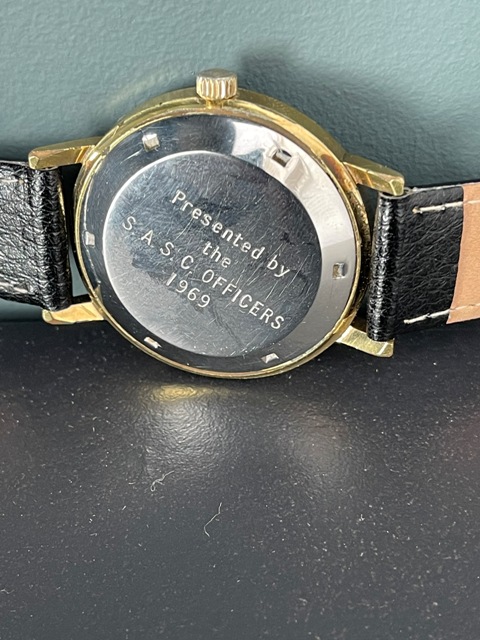 Presented by
the
S. A. S. C. OFFICERS
1969